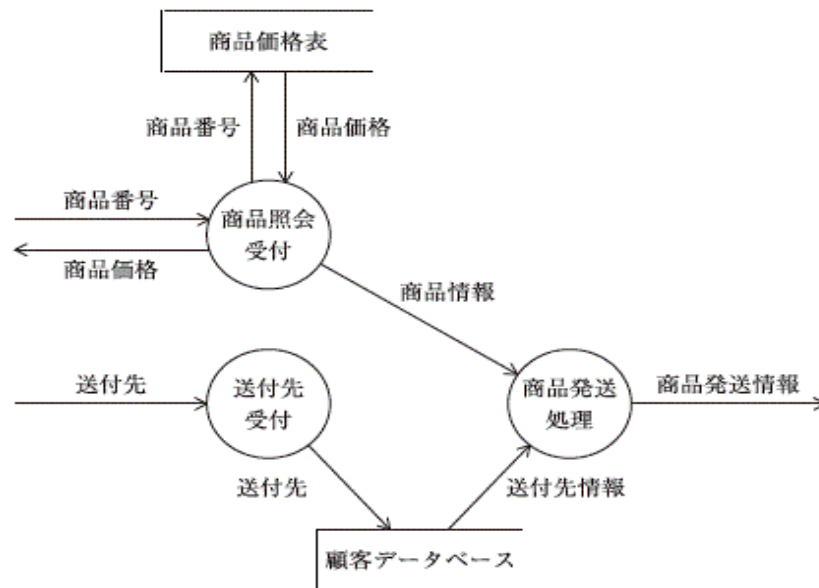 商品価格表
商品番号
商品価格
商品番号
商品照会
受付
商品価格
商品情報
送付先
送付先
受付
商品発送
処理
商品発送情報
送付先
送付先情報
顧客データベース